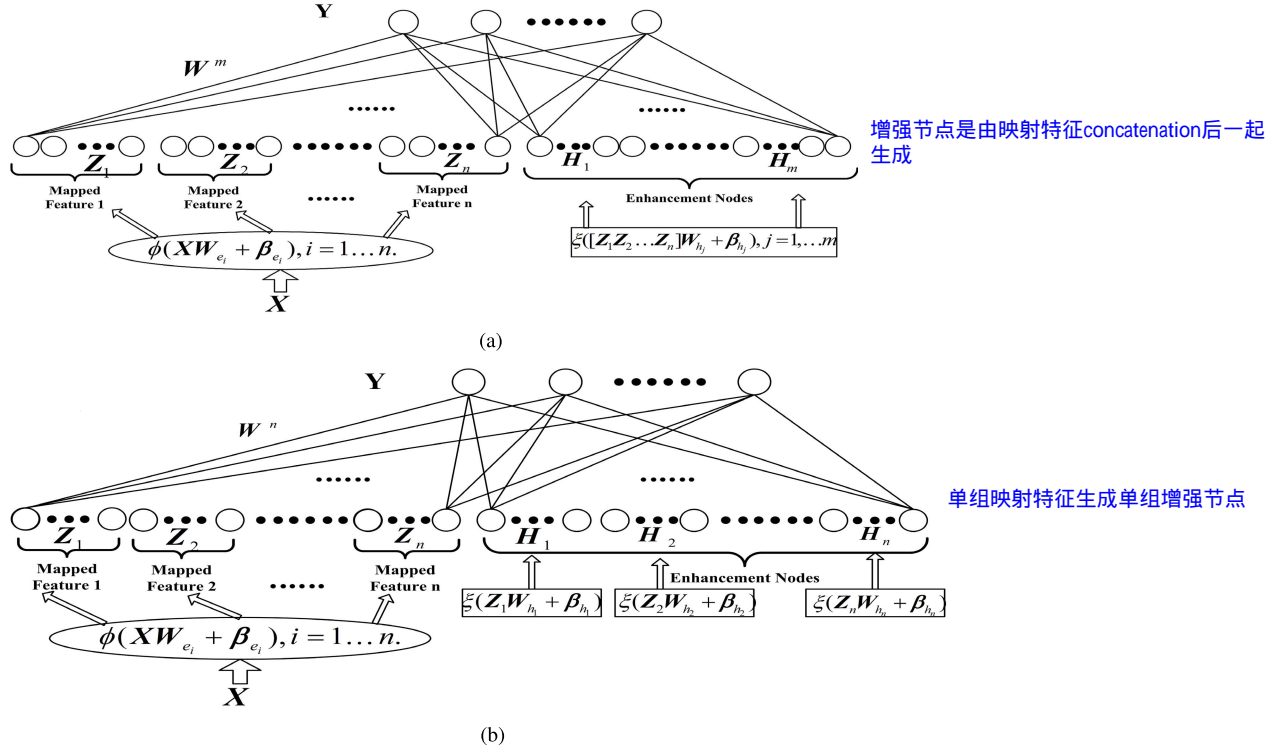 Y
W^m
......
......
Z_1 Z_2 ...... Z_n H_1 ...... H_m
增强节点是由映射特征concatenation后一起
生成
Mapped Feature 1
Mapped Feature 2
......
Mapped Feature n
Enhancement Nodes
ϕ(XW_{e_i} + β_{e_i}), i = 1...n.
ξ([Z_1Z_2...Z_n]W_{h_j} + β_{h_j}), j = 1,...m
X
(a)
Y
W^n
......
......
Z_1 Z_2 ...... Z_n H_1 H_2 ...... H_n
单组映射特征生成单组增强节点
Mapped Feature 1
Mapped Feature 2
......
Mapped Feature n
Enhancement Nodes
ξ(Z_1W_{h_1} + β_{h_1})
ξ(Z_2W_{h_2} + β_{h_2})
ξ(Z_nW_{h_n} + β_{h_n})
ϕ(XW_{e_i} + β_{e_i}), i = 1...n.
X
(b)